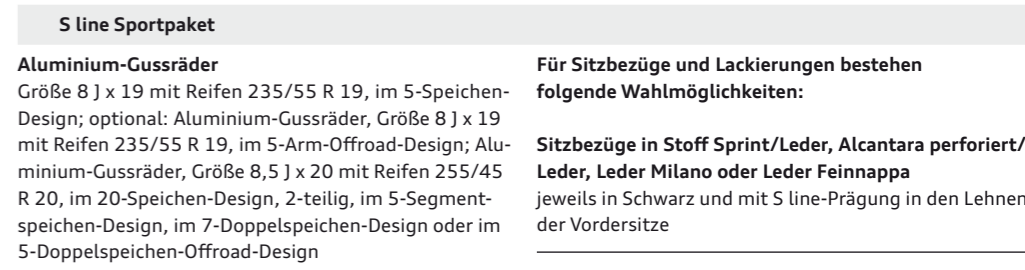 S line Sportpaket
Aluminium-Gussräder
Größe 8 J x 19 mit Reifen 235/55 R 19, im 5-Speichen-
Design; optional: Aluminium-Gussräder, Größe 8 J x 19
mit Reifen 235/55 R 19, im 5-Arm-Offroad-Design; Alu-
minium-Gussräder, Größe 8,5 J x 20 mit Reifen 255/45
R 20, im 20-Speichen-Design, 2-teilig, im 5-Segment-
speichen-Design, im 7-Doppelspeichen-Design oder im
5-Doppelspeichen-Offroad-Design
Für Sitzbezüge und Lackierungen bestehen
folgende Wahlmöglichkeiten:
Sitzbezüge in Stoff Sprint/Leder, Alcantara perforiert/
Leder, Leder Milano oder Leder Feinnappa
jeweils in Schwarz und mit S line-Prägung in den Lehnen
der Vordersitze